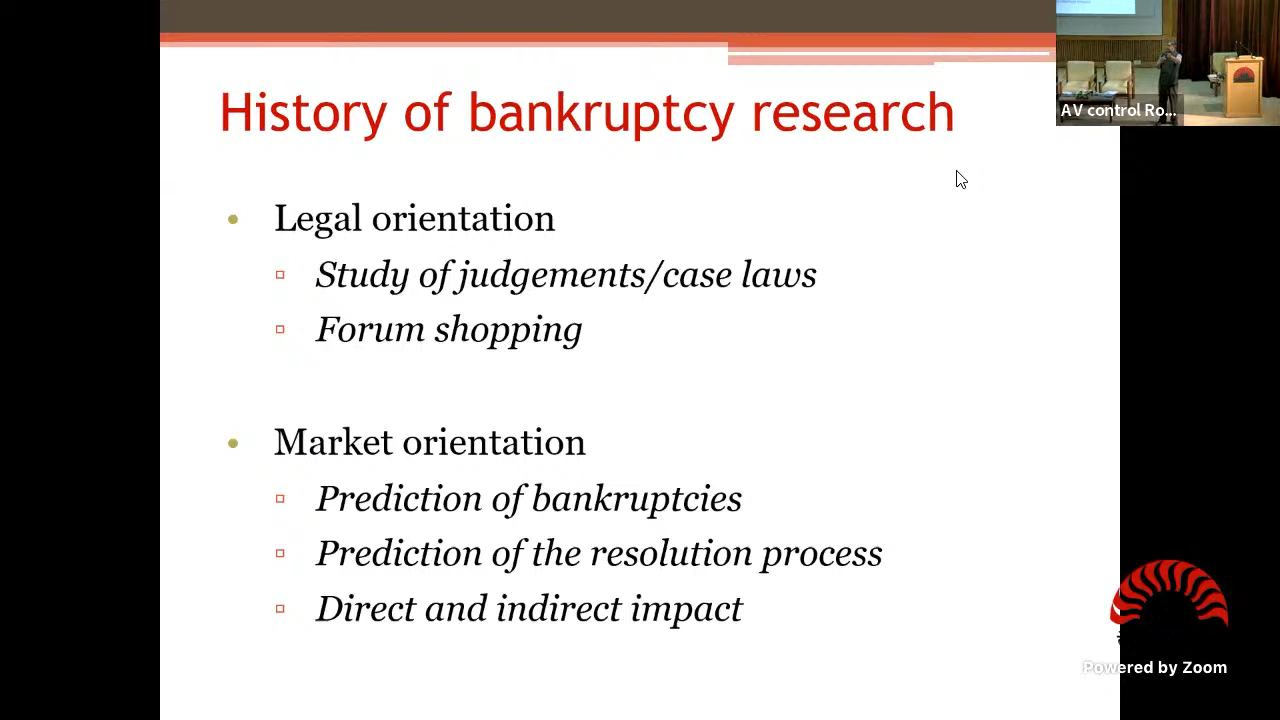 History of bankruptcy research
AV control Ro...
• Legal orientation
Study of judgements/case laws
Forum shopping
• Market orientation
Prediction of bankruptcies
Prediction of the resolution process
Direct and indirect impact
Powered by Zoom